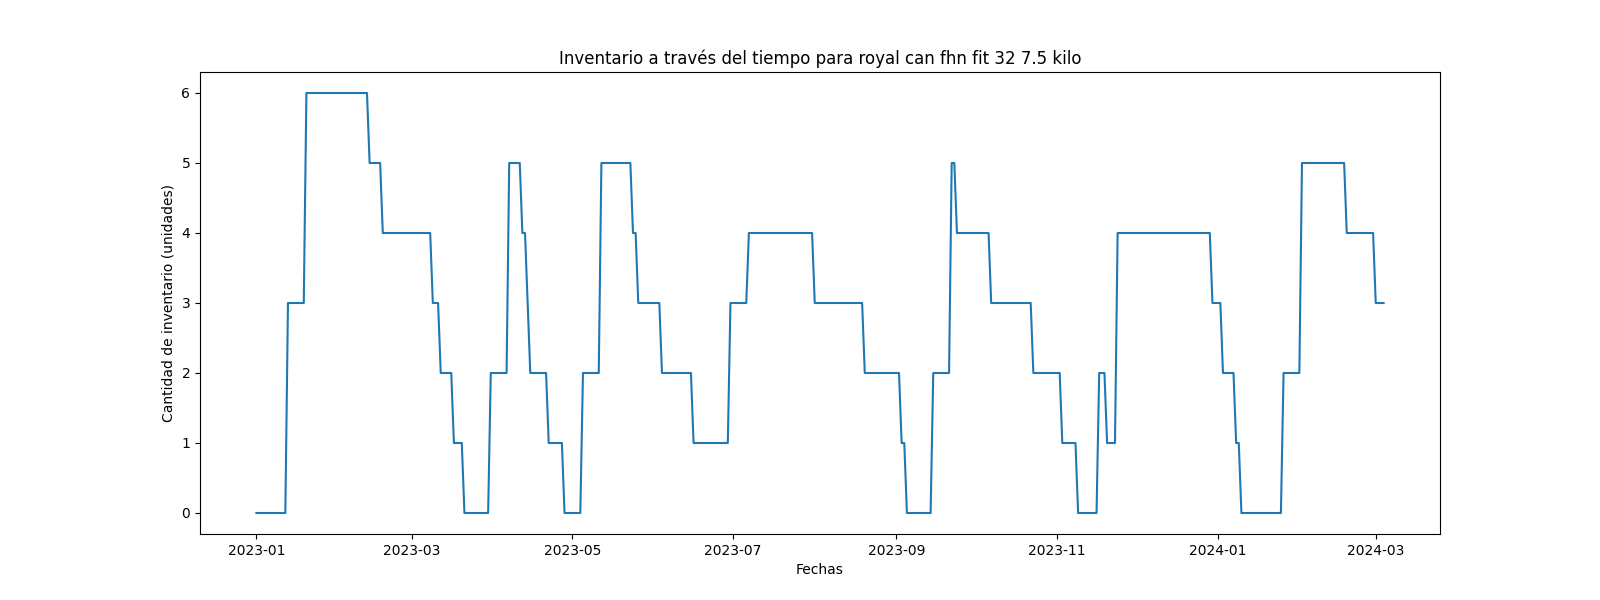 Inventario a través del tiempo para royal can fhn fit 32 7.5 kilo
Cantidad de inventario (unidades)
6
5
4
3
2
1
0
2023-01 2023-03 2023-05 2023-07 2023-09 2023-11 2024-01 2024-03
Fechas